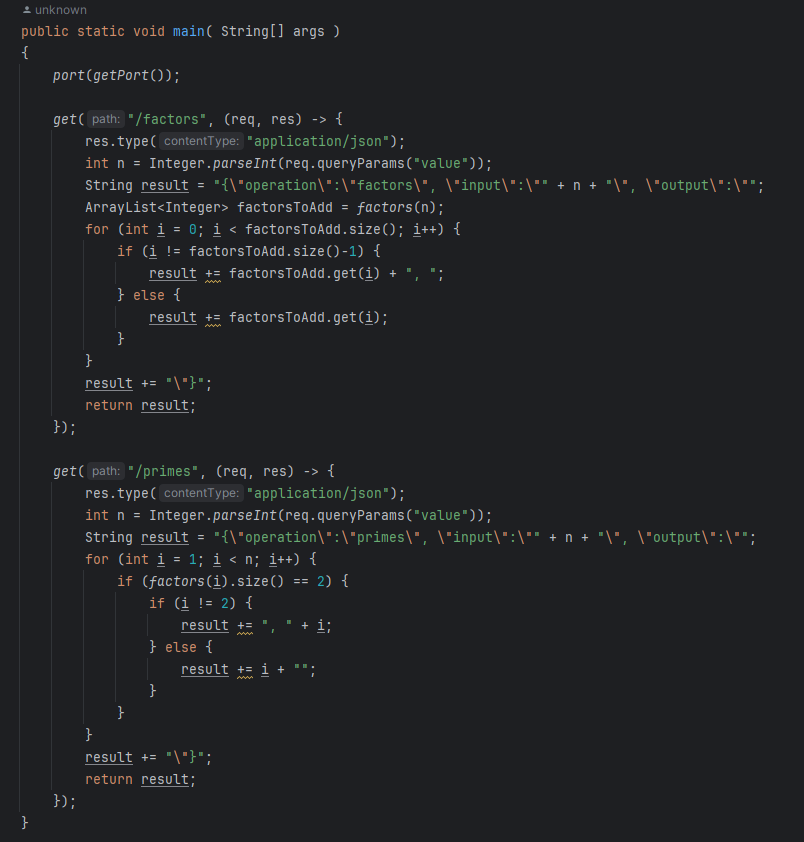 unknown
public static void main( String[] args )
{
    port(getPort());
    get( path: "/factors", (req, res) -> {
        res.type( contentType: "application/json");
        int n = Integer.parseInt(req.queryParams("value"));
        String result = "{\"operation\":\"factors\", \"input\":\"" + n + "\", \"output\":\"";
        ArrayList<Integer> factorsToAdd = factors(n);
        for (int i = 0; i < factorsToAdd.size(); i++) {
            if (i != factorsToAdd.size()-1) {
                result += factorsToAdd.get(i) + ", ";
            } else {
                result += factorsToAdd.get(i);
            }
        }
        result += "\"}";
        return result;
    });
    get( path: "/primes", (req, res) -> {
        res.type( contentType: "application/json");
        int n = Integer.parseInt(req.queryParams("value"));
        String result = "{\"operation\":\"primes\", \"input\":\"" + n + "\", \"output\":\"";
        for (int i = 1; i < n; i++) {
            if (factors(i).size() == 2) {
                if (i != 2) {
                    result += ", " + i;
                } else {
                    result += i + "";
                }
            }
        }
        result += "\"}";
        return result;
    });
}